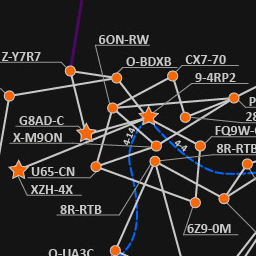 6ON-RW
Z-Y7R7
O-BDXB
CX7-70
9-4RP2
G8AD-C
28
X-M9ON
4-14
4-4
FQ9W-
8R-RTB
U65-CN
XZH-4X
8R-RTB
6Z9-0M
O-UA3C